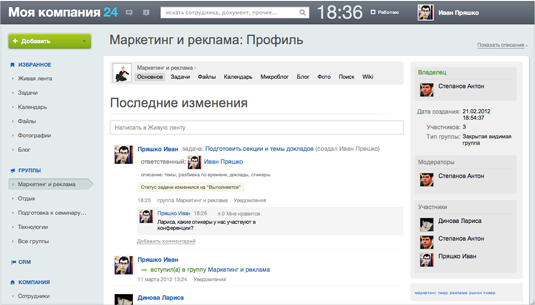 Моя компания 24
искать сотрудника, документ, прочее...
18:36
Работаю
Иван Пряшко
+ Добавить
Маркетинг и реклама: Профиль
Показать описание
ИЗБРАННОЕ
Живая лента
Задачи
Календарь
Файлы
Фотографии
Блог
ГРУППЫ
Маркетинг и реклама
Отдых
Подготовка к семинару...
Технологии
Все группы
CRM
КОМПАНИЯ
Сотрудники
Маркетинг и реклама
Основное Задачи Файлы Календарь Микроблог Блог Фото Поиск Wiki
Последние изменения
Написать в Живую ленту
Пряшко Иван задача: Подготовить секции и темы докладов (создал Иван Пряшко)
ответственный: Иван Пряшко
описание: темы, разбивка по времени, доклады, спикеры
Статус задачи изменился на "Выполняется"
18:25 группа Маркетинг и реклама Уведомления
Пряшко Иван 18:26 0 Мне нравится
Лариса, какие спикеры у нас участвуют в
конференции?
Добавить комментарий
Пряшко Иван
вступил(а) в группу Маркетинг и реклама
11 марта 2012 13:24 Уведомления
Динова Лариса
Владелец
Степанов Антон
Дата создания: 21.02.2012
18:54:37
Участников: 3
Тип группы: Закрытая видимая
группа
Модераторы
Степанов Антон
Участники
Динова Лариса
Степанов Антон
Пряшко Иван
маркетинг пиар реклама рынок товар